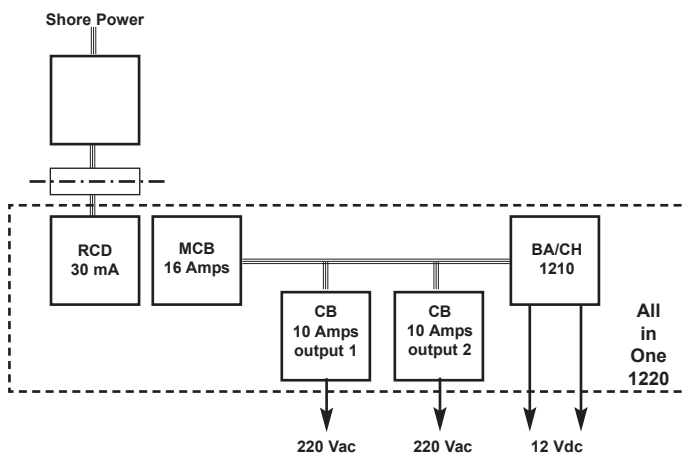 Shore Power
RCD
30 mA
MCB
16 Amps
BA/CH
1210
CB
10 Amps
output 1
CB
10 Amps
output 2
All
in
One
1220
220 Vac
220 Vac
12 Vdc